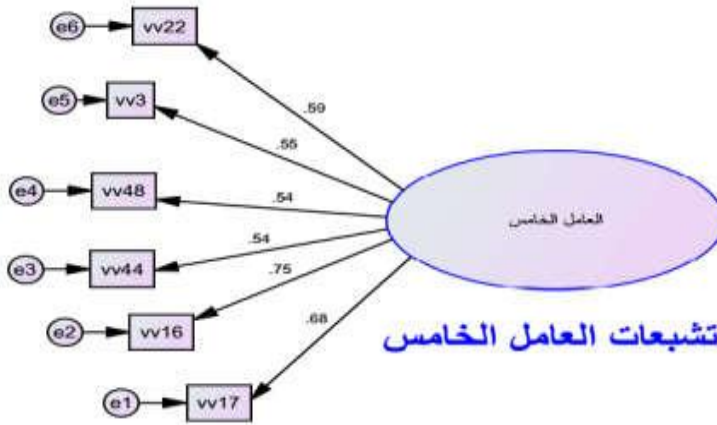 e6 vv22
.59
e5 vv3
.55
e4 vv48
.54
العامل الخامس
e3 vv44
.54
e2 vv16
.75
تشبعات العامل الخامس
.68
e1 vv17